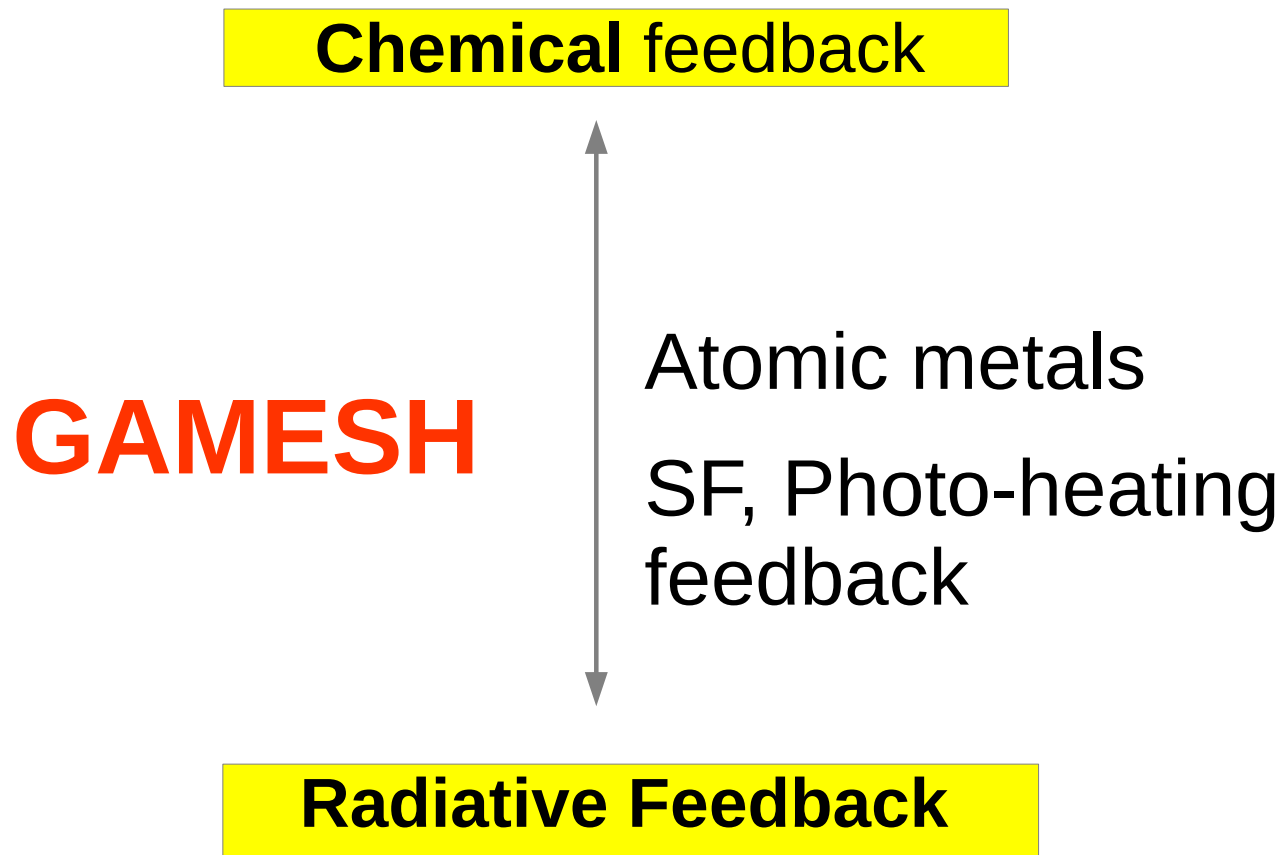 Chemical feedback
Atomic metals
GAMESH
SF, Photo-heating
feedback
Radiative Feedback